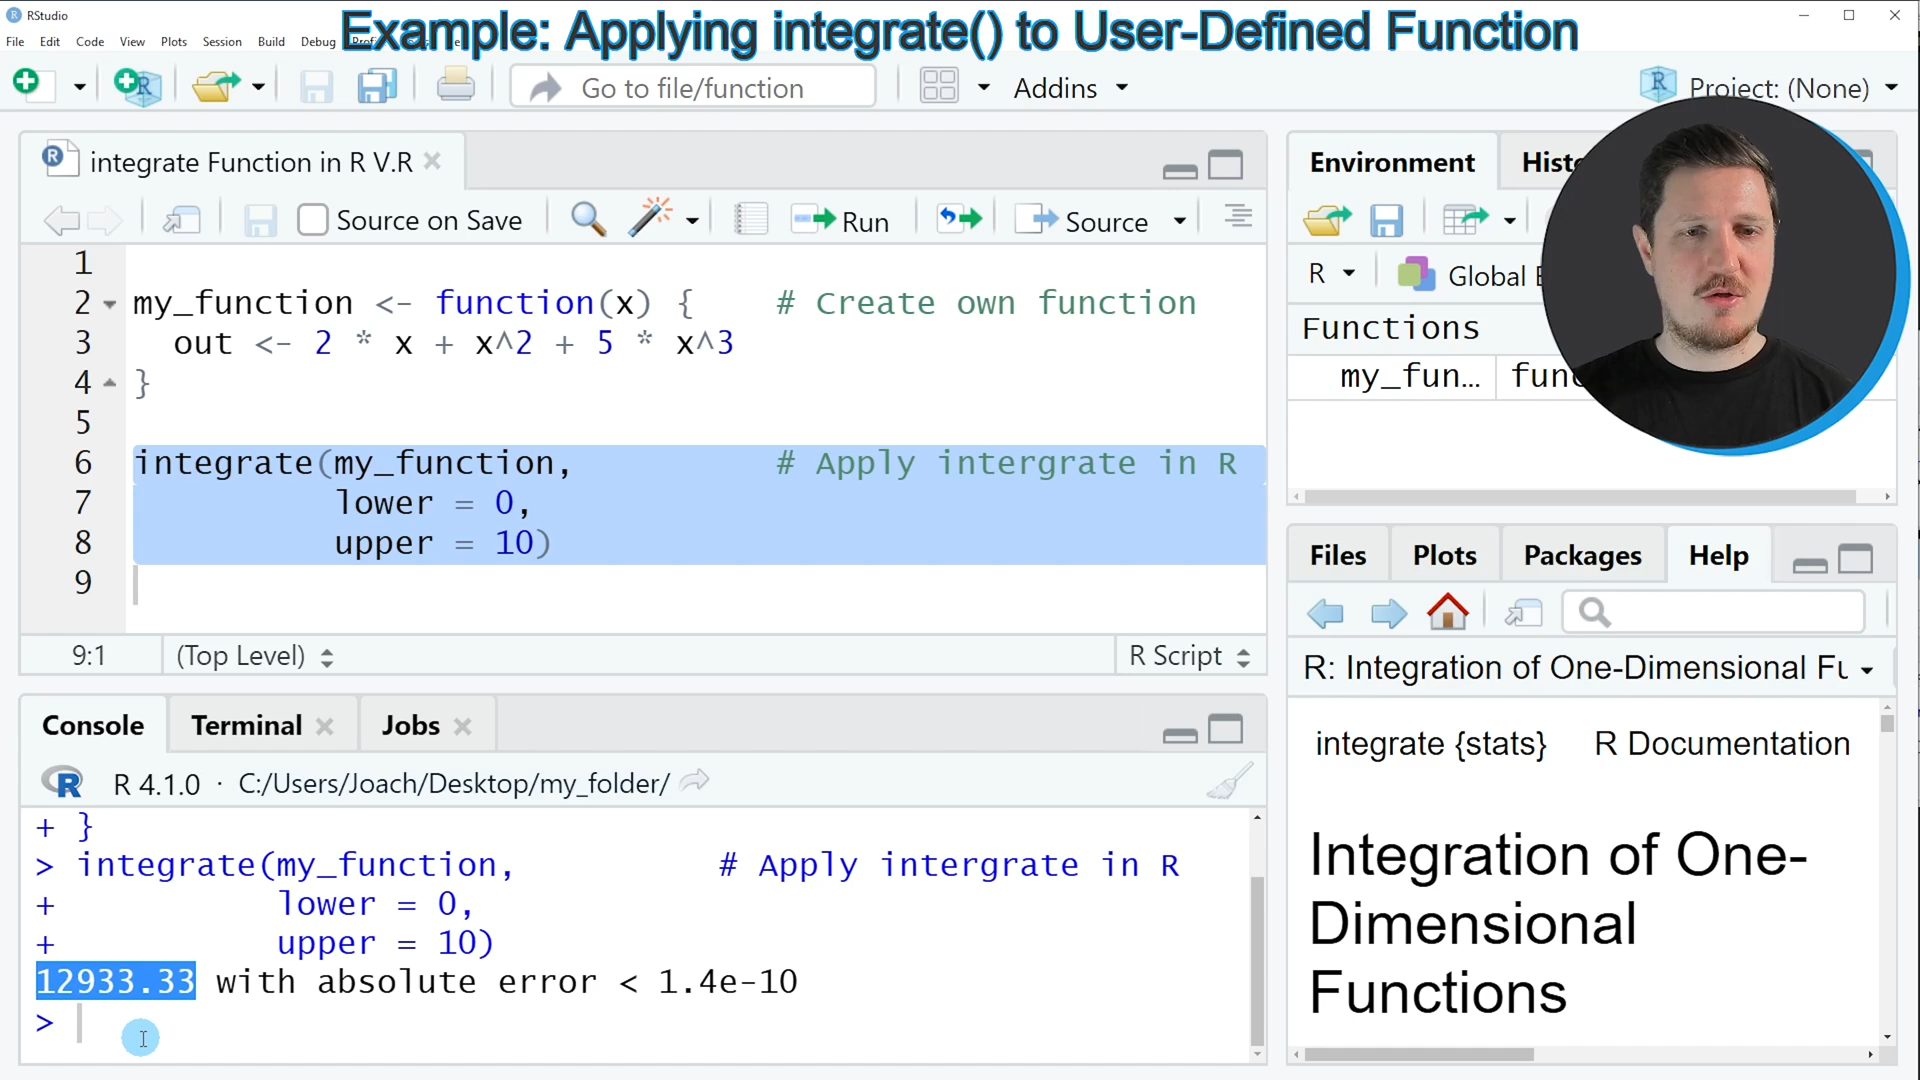 RStudio
Example: Applying integrate() to User-Defined Function
File Edit Code View Plots Session Build Debug
Go to file/function
Addins
Project: (None)
integrate Function in R V.R
Source on Save
Run
Source
1
2 my_function <- function(x) { # Create own function
3 out <- 2 * x + x^2 + 5 * x^3
4 }
5
6 integrate(my_function, # Apply intergrate in R
7 lower = 0,
8 upper = 10)
9
9:1 (Top Level) R Script
Console Terminal Jobs
R 4.1.0 · C:/Users/Joach/Desktop/my_folder/
+ }
> integrate(my_function, # Apply intergrate in R
+ lower = 0,
+ upper = 10)
12933.33 with absolute error < 1.4e-10
>
Environment
R Global
Functions
my_fun...
Files Plots Packages Help
R: Integration of One-Dimensional Fu
integrate {stats} R Documentation
Integration of One-
Dimensional
Functions